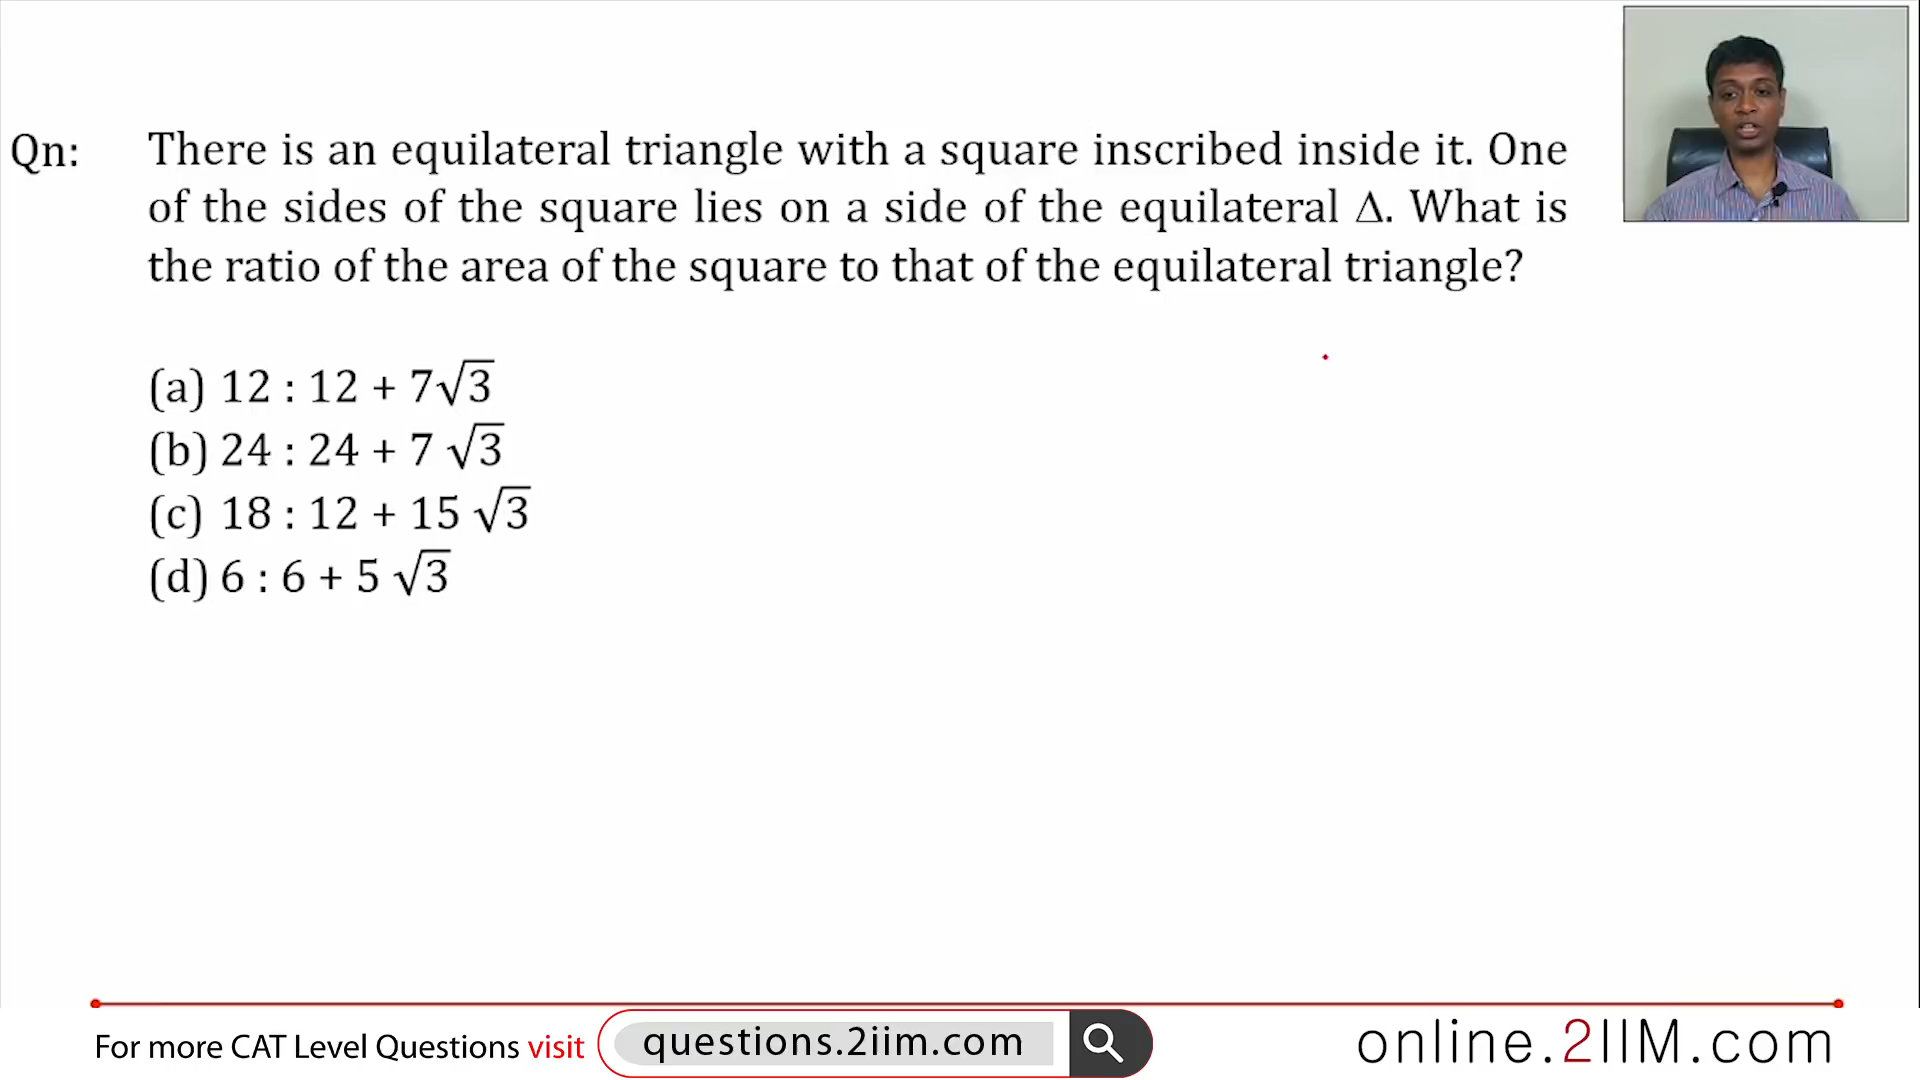 Qn: There is an equilateral triangle with a square inscribed inside it. One
of the sides of the square lies on a side of the equilateral Δ. What is
the ratio of the area of the square to that of the equilateral triangle?
(a) 12 : 12 + 7√3
(b) 24 : 24 + 7 √3
(c) 18 : 12 + 15 √3
(d) 6 : 6 + 5 √3
For more CAT Level Questions visit questions.2iim.com
online.2IIM.com